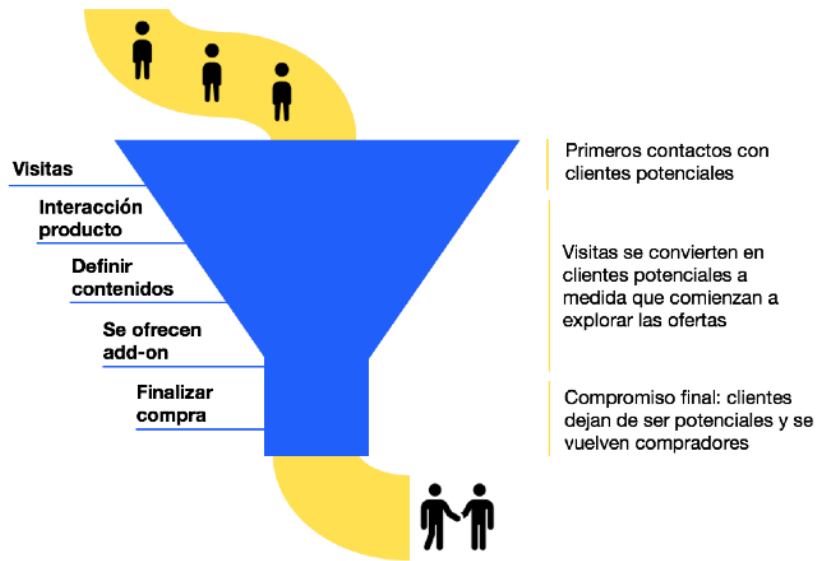 Visitas
Interacción
producto
Definir
contenidos
Se ofrecen
add-on
Finalizar
compra
Primeros contactos con
clientes potenciales
Visitas se convierten en
clientes potenciales a
medida que comienzan a
explorar las ofertas
Compromiso final: clientes
dejan de ser potenciales y se
vuelven compradores